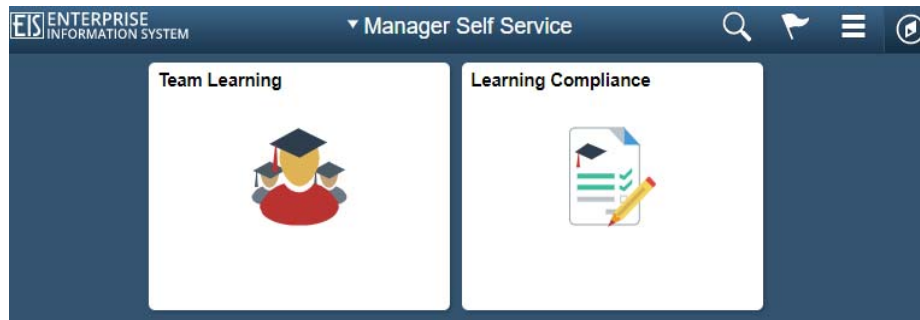 EIS ENTERPRISE
INFORMATION SYSTEM
Manager Self Service
Team Learning
Learning Compliance